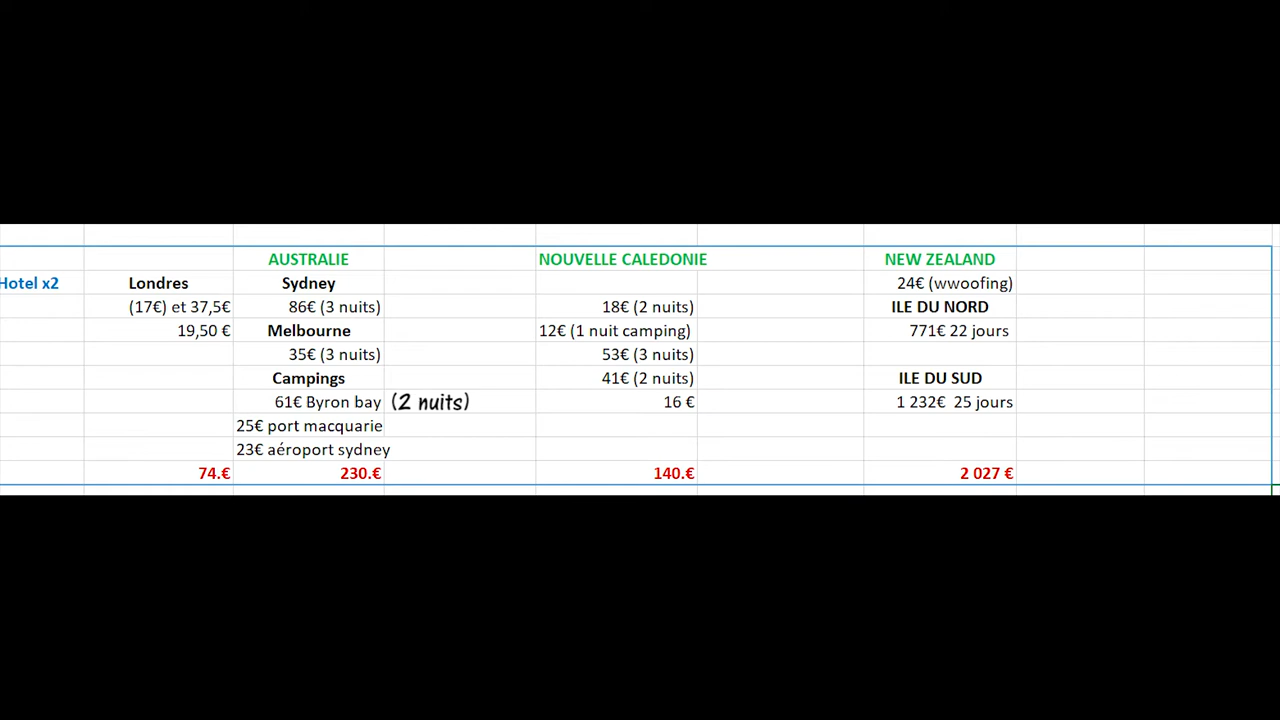 AUSTRALIE NOUVELLE CALEDONIE NEW ZEALAND
Hotel x2 Londres Sydney 24€ (wwoofing)
(17€) et 37,5€ 86€ (3 nuits) 18€ (2 nuits) ILE DU NORD
19,50 € Melbourne 12€ (1 nuit camping) 771€ 22 jours
35€ (3 nuits) 53€ (3 nuits)
Campings 41€ (2 nuits) ILE DU SUD
61€ Byron bay (2 nuits) 16 € 1 232€ 25 jours
25€ port macquarie
23€ aéroport sydney
74.€ 230.€ 140.€ 2 027 €